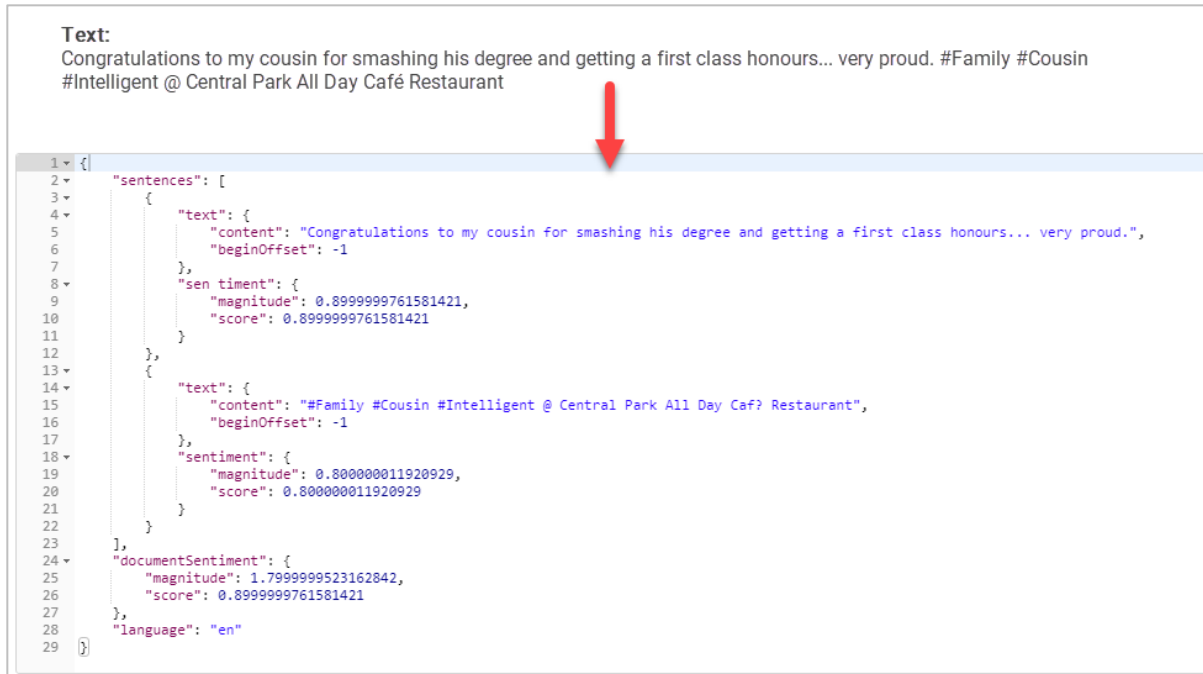 Text:
Congratulations to my cousin for smashing his degree and getting a first class honours... very proud. #Family #Cousin
#Intelligent @ Central Park All Day Café Restaurant
1 {
2 "sentences": [
3 {
4 "text": {
5 "content": "Congratulations to my cousin for smashing his degree and getting a first class honours... very proud.",
6 "beginOffset": -1
7 },
8 "sen timent": {
9 "magnitude": 0.8999999761581421,
10 "score": 0.8999999761581421
11 }
12 },
13 {
14 "text": {
15 "content": "#Family #Cousin #Intelligent @ Central Park All Day Caf? Restaurant",
16 "beginOffset": -1
17 },
18 "sentiment": {
19 "magnitude": 0.800000011920929,
20 "score": 0.800000011920929
21 }
22 }
23 ],
24 "documentSentiment": {
25 "magnitude": 1.7999999523162842,
26 "score": 0.8999999761581421
27 },
28 "language": "en"
29 }